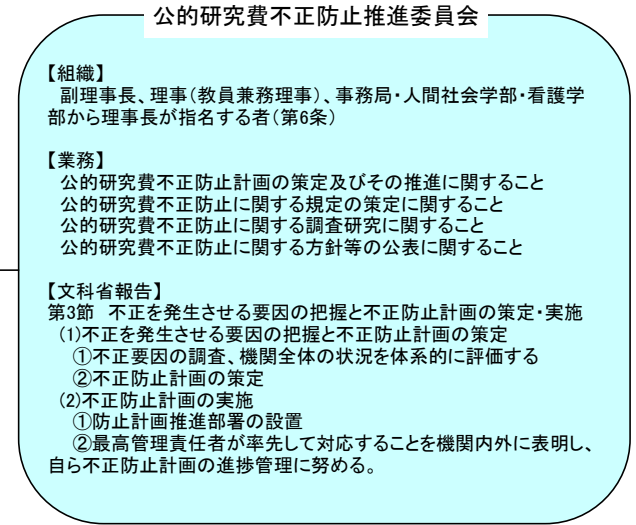 公的研究費不正防止推進委員会
【組織】
副理事長、理事(教員兼務理事)、事務局・人間社会学部・看護学
部から理事長が指名する者(第6条)
【業務】
公的研究費不正防止計画の策定及びその推進に関すること
公的研究費不正防止に関する規定の策定に関すること
公的研究費不正防止に関する調査研究に関すること
公的研究費不正防止に関する方針等の公表に関すること
【文科省報告】
第3節　不正を発生させる要因の把握と不正防止計画の策定・実施
(1)不正を発生させる要因の把握と不正防止計画の策定
①不正要因の調査、機関全体の状況を体系的に評価する
②不正防止計画の策定
(2)不正防止計画の実施
①防止計画推進部署の設置
②最高管理責任者が率先して対応することを機関内外に表明し、
自ら不正防止計画の進捗管理に努める。